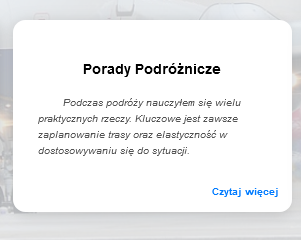 Porady Podróżnicze
Podczas podróży nauczyłem się wielu
praktycznych rzeczy. Kluczowe jest zawsze
zaplanowanie trasy oraz elastyczność w
dostosowywaniu się do sytuacji.
Czytaj więcej